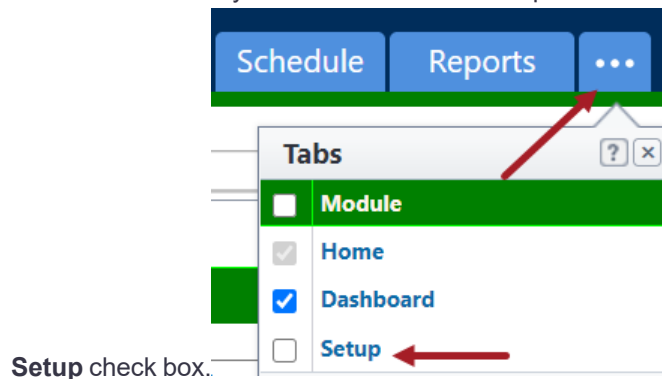 Schedule Reports •••
Tabs ? ×
Module
Home
Dashboard
Setup
Setup check box.